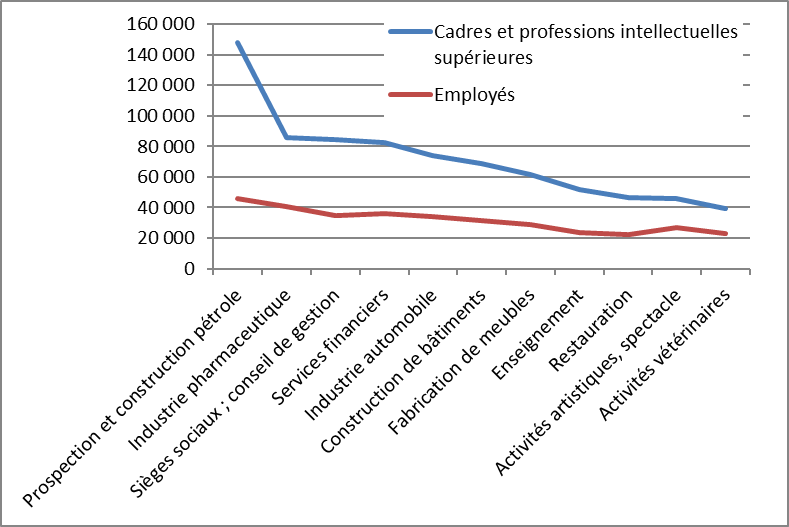 160 000
140 000
120 000
100 000
80 000
60 000
40 000
20 000
0
Cadres et professions intellectuelles
supérieures
Employés
Prospection et construction pétrole
Industrie pharmaceutique
Sièges sociaux ; conseil de gestion
Services financiers
Industrie automobile
Construction de bâtiments
Fabrication de meubles
Enseignement
Restauration
Activités artistiques, spectacle
Activités vétérinaires